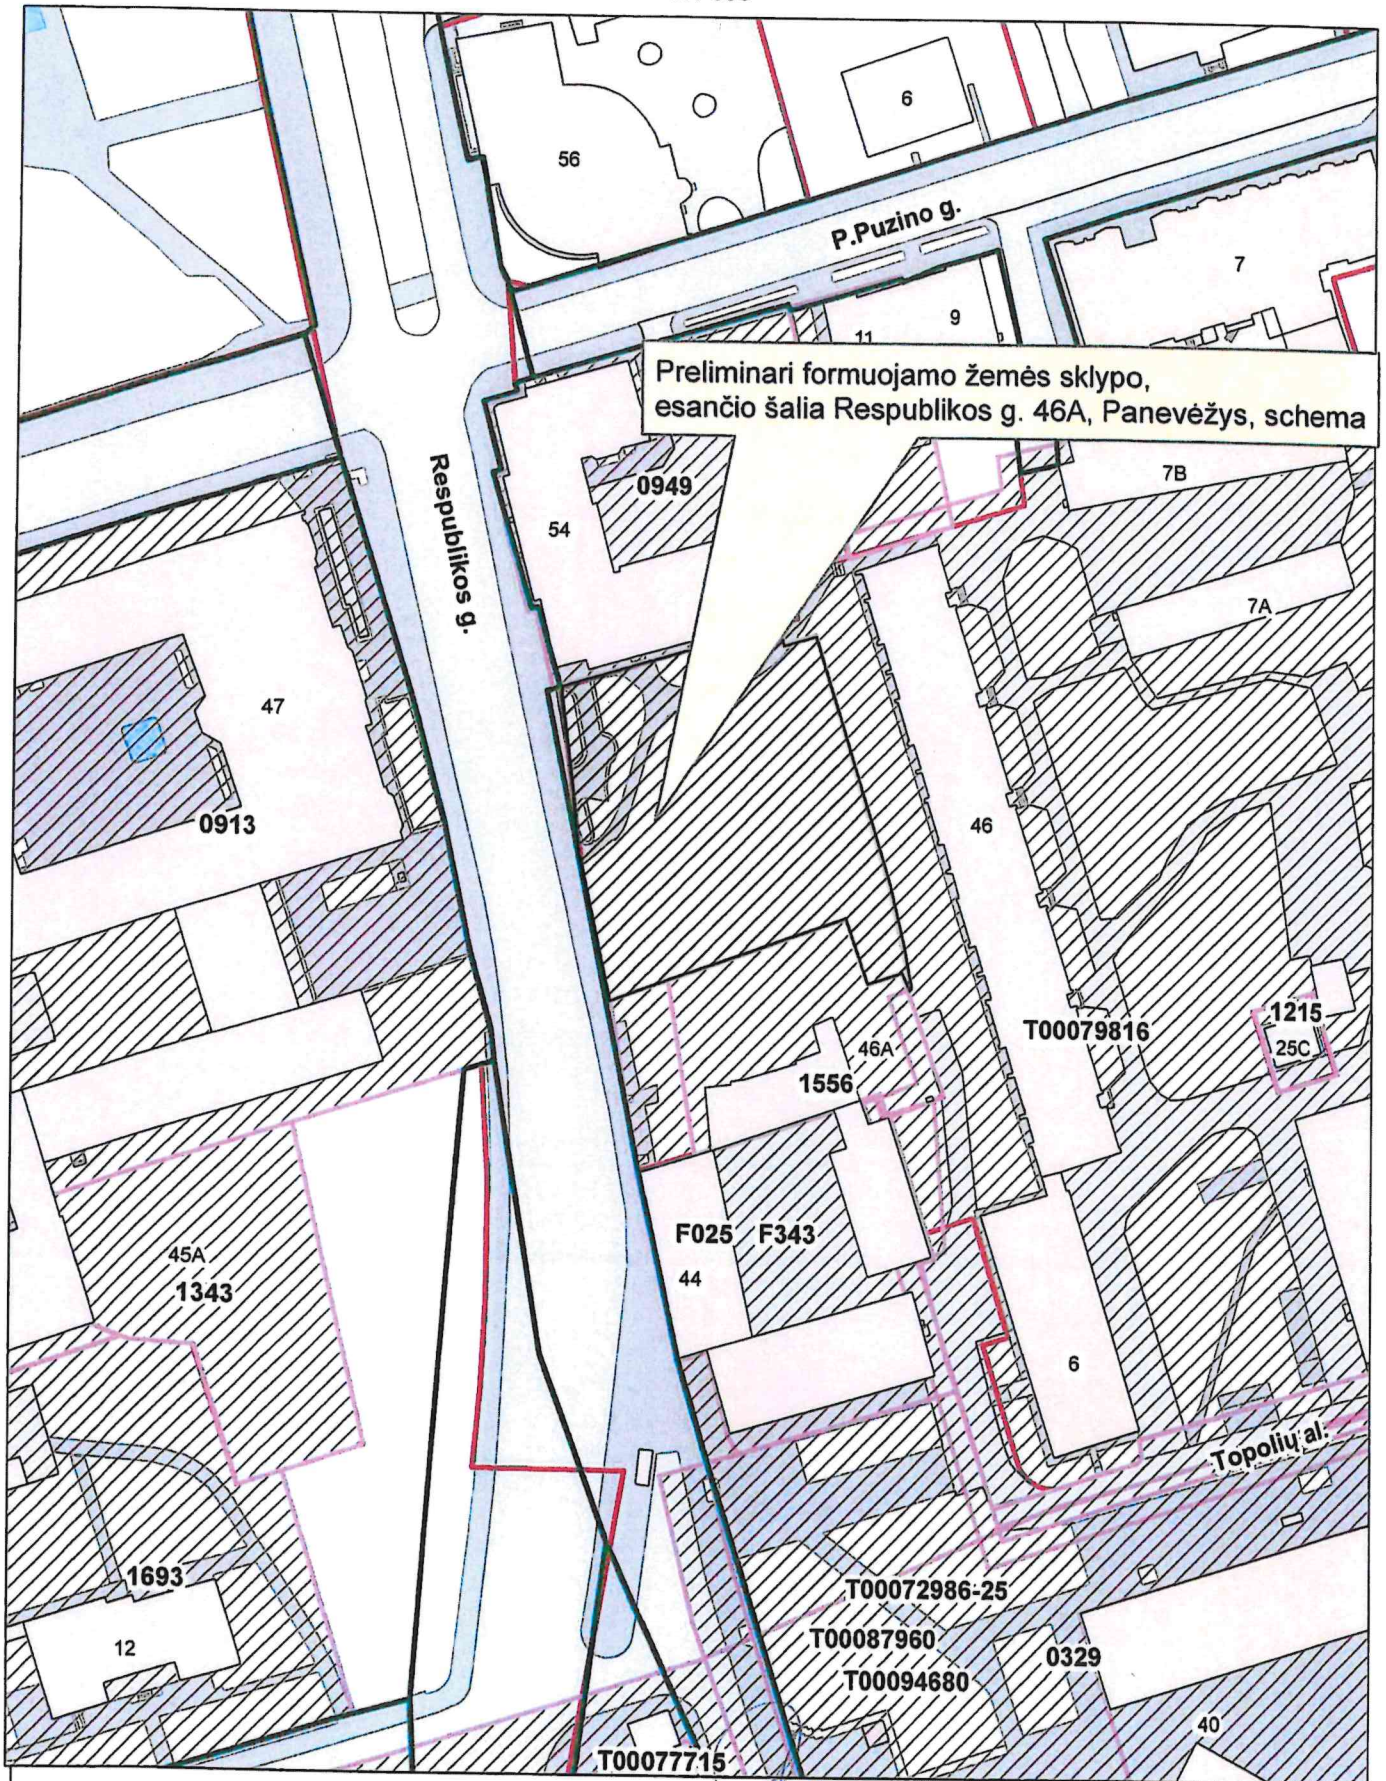 6
56
P.Puzino g.
7
9
11
Preliminari formuojamo žemės sklypo,
esančio šalia Respublikos g. 46A, Panevėžys, schema
Respublikos g.
0949
7B
54
7A
47
46
0913
T00079816
1215
25C
46A
1556
F025
F343
45A
1343
44
6
Topolių al.
1693
T00072986-25
12
T00087960
0329
T00094680
40
T00077715